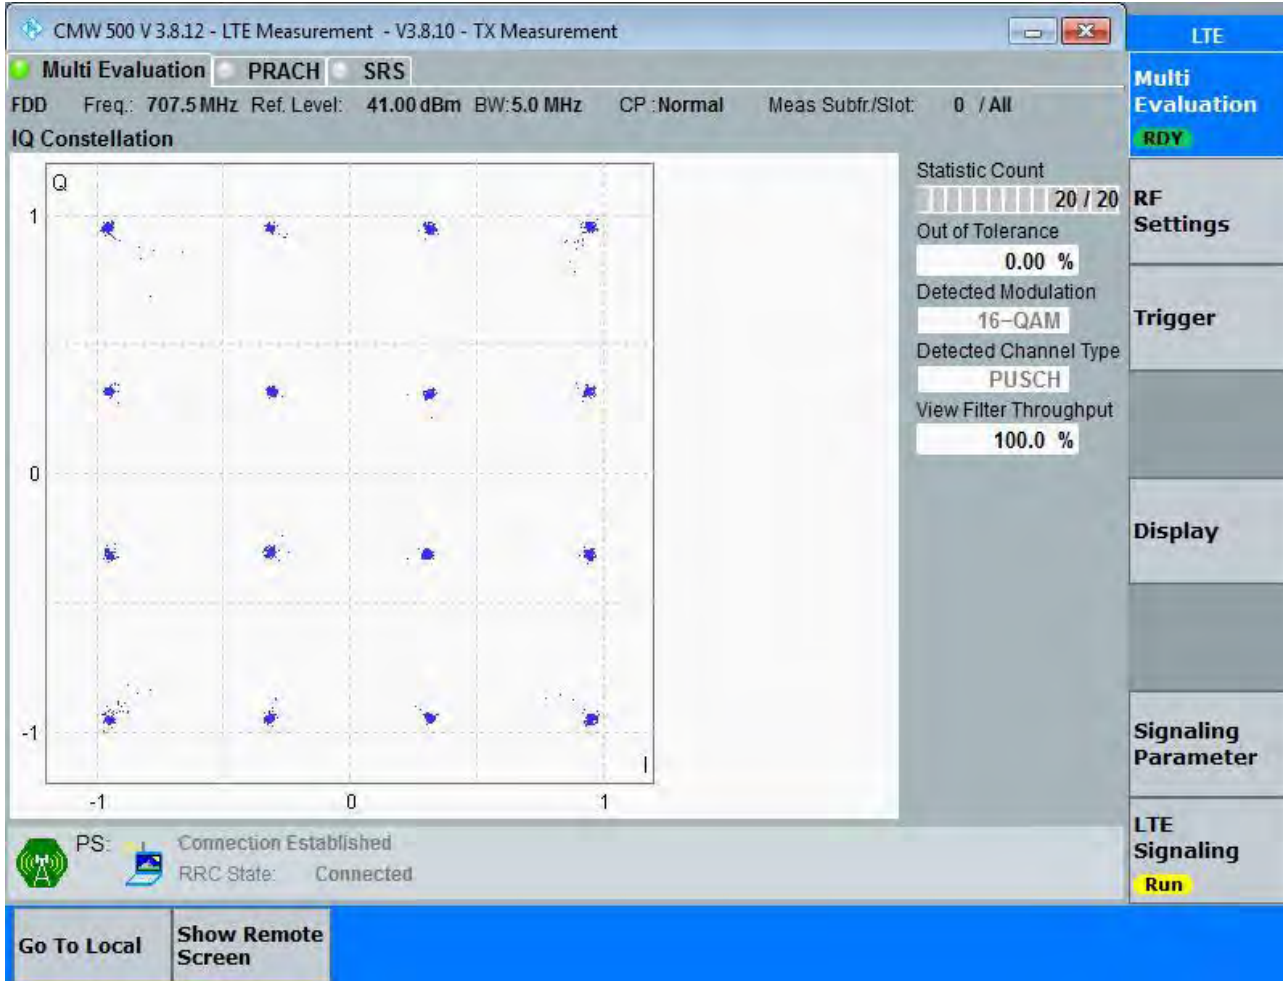 CMW 500 V 3.8.12 - LTE Measurement - V3.8.10 - TX Measurement
LTE
Multi Evaluation PRACH SRS
FDD Freq.: 707.5 MHz Ref. Level: 41.00 dBm BW: 5.0 MHz CP : Normal Meas Subfr./Slot: 0 / All
IQ Constellation
Q
1
0
-1
I
-1 0 1
Statistic Count
20 / 20
Out of Tolerance
0.00 %
Detected Modulation
16-QAM
Detected Channel Type
PUSCH
View Filter Throughput
100.0 %
Multi
Evaluation
RDY
RF
Settings
Trigger
Display
Signaling
Parameter
LTE
Signaling
Run
PS: Connection Established
RRC State: Connected
Go To Local
Show Remote
Screen